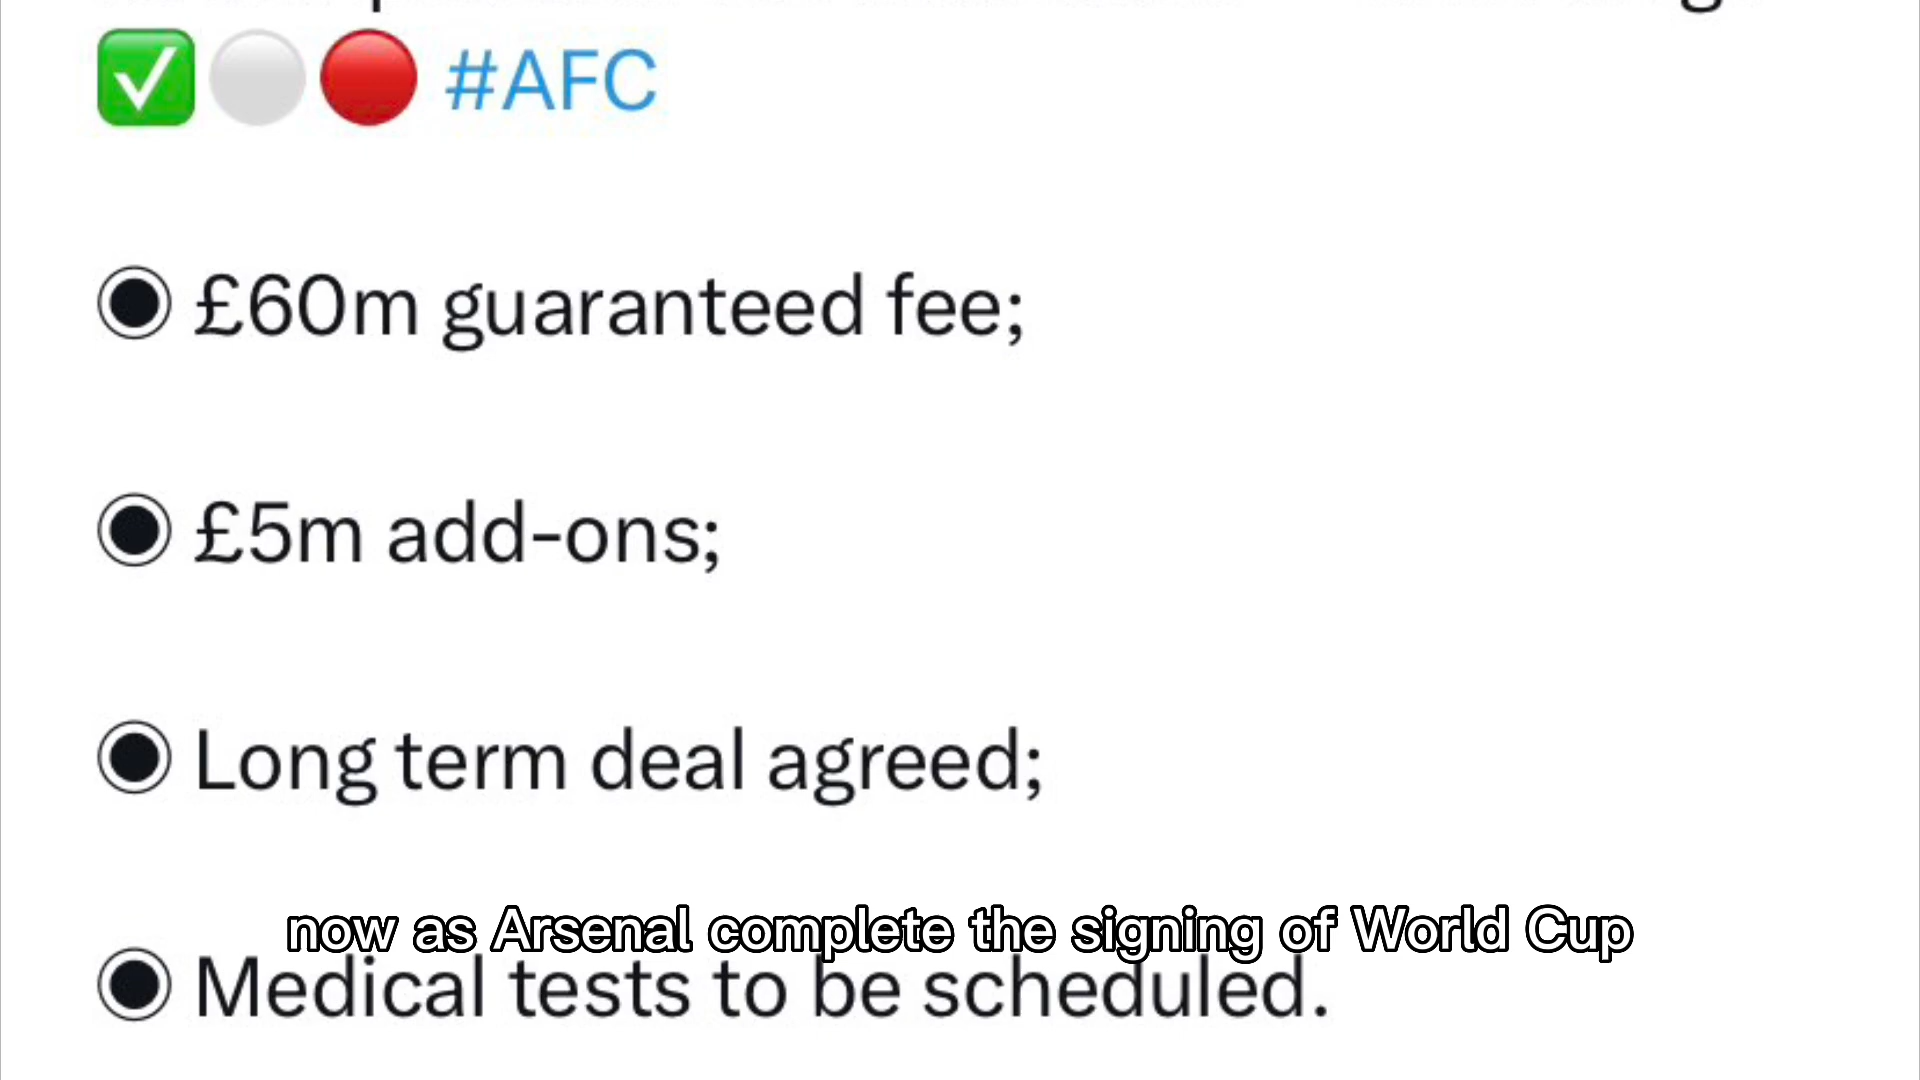 #AFC
£60m guaranteed fee;
£5m add-ons;
Long term deal agreed;
now as Arsenal complete the signing of World Cup
Medical tests to be scheduled.